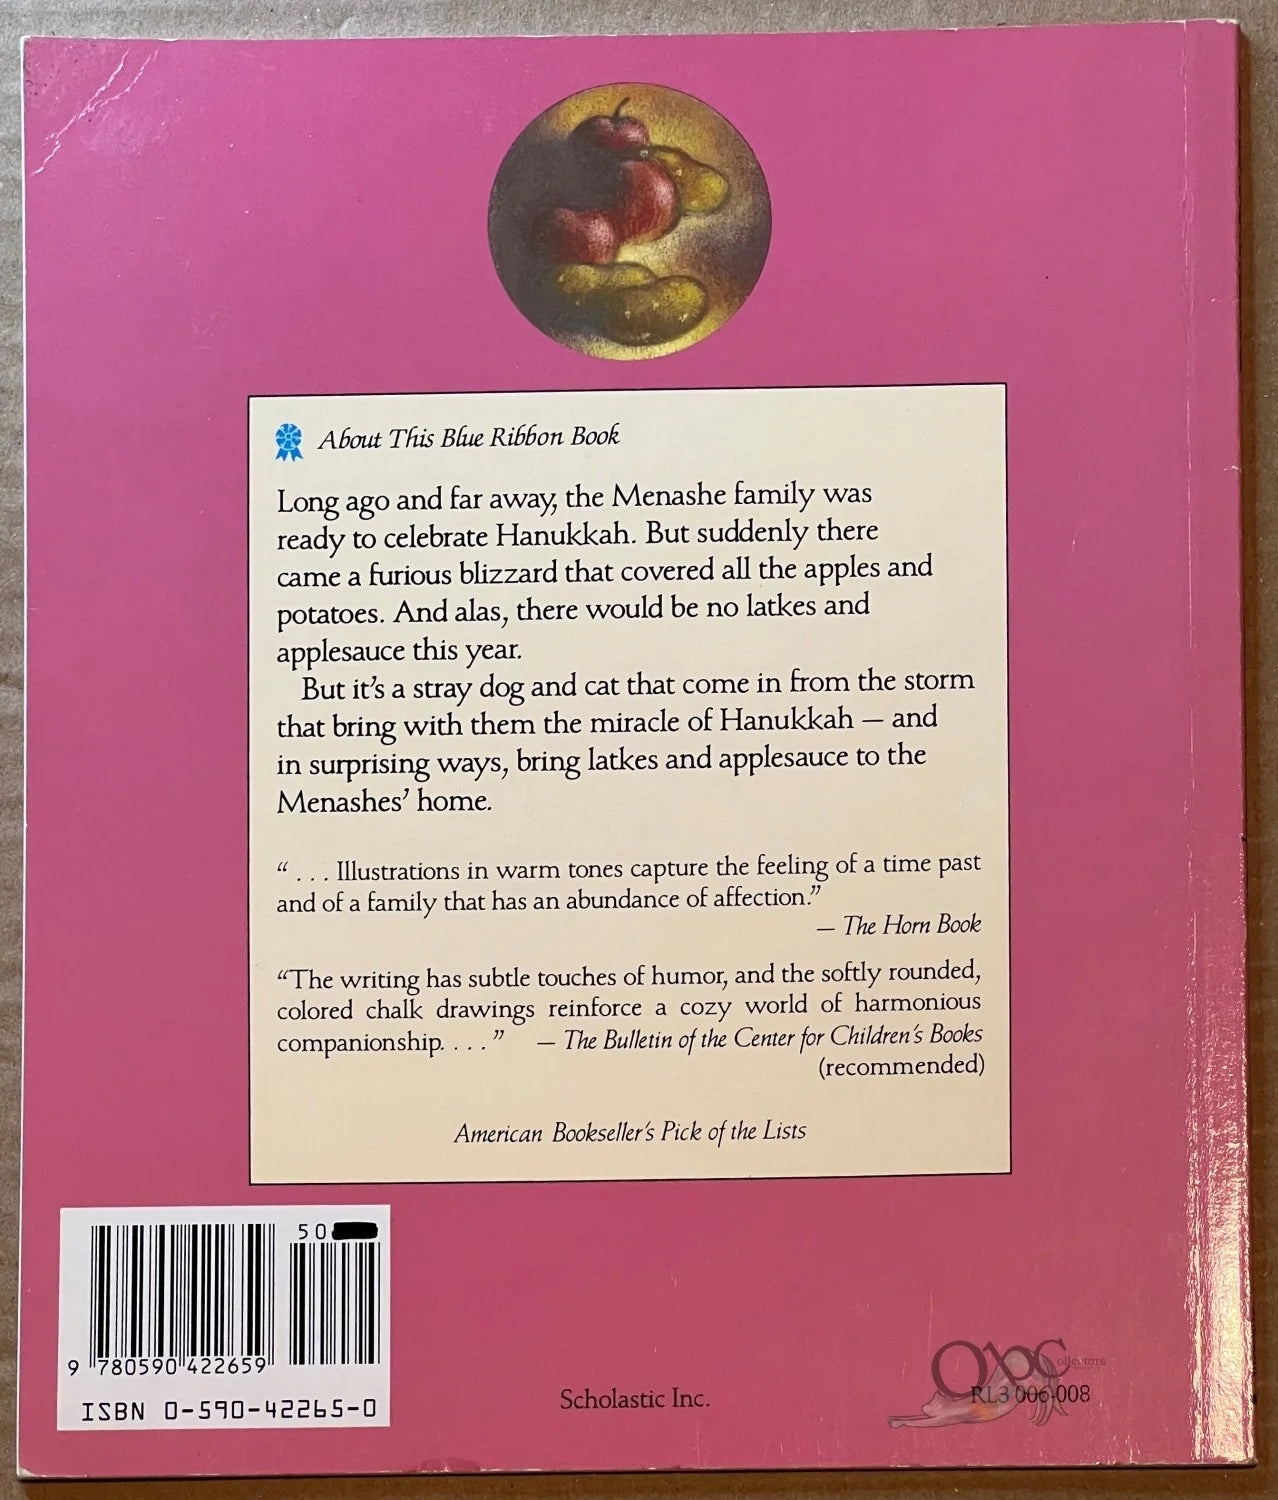 About This Blue Ribbon Book
Long ago and far away, the Menashe family was
ready to celebrate Hanukkah. But suddenly there
came a furious blizzard that covered all the apples and
potatoes. And alas, there would be no latkes and
applesauce this year.
But it's a stray dog and cat that come in from the storm
that bring with them the miracle of Hanukkah — and
in surprising ways, bring latkes and applesauce to the
Menashes' home.
“ . . . Illustrations in warm tones capture the feeling of a time past
and of a family that has an abundance of affection.”
— The Horn Book
“The writing has subtle touches of humor, and the softly rounded,
colored chalk drawings reinforce a cozy world of harmonious
companionship. . . . ” — The Bulletin of the Center for Children's Books
(recommended)
American Bookseller's Pick of the Lists
50
9 780590 422659
ISBN 0-590-42265-0
Scholastic Inc.
OPC ollectors
RL3 006-008